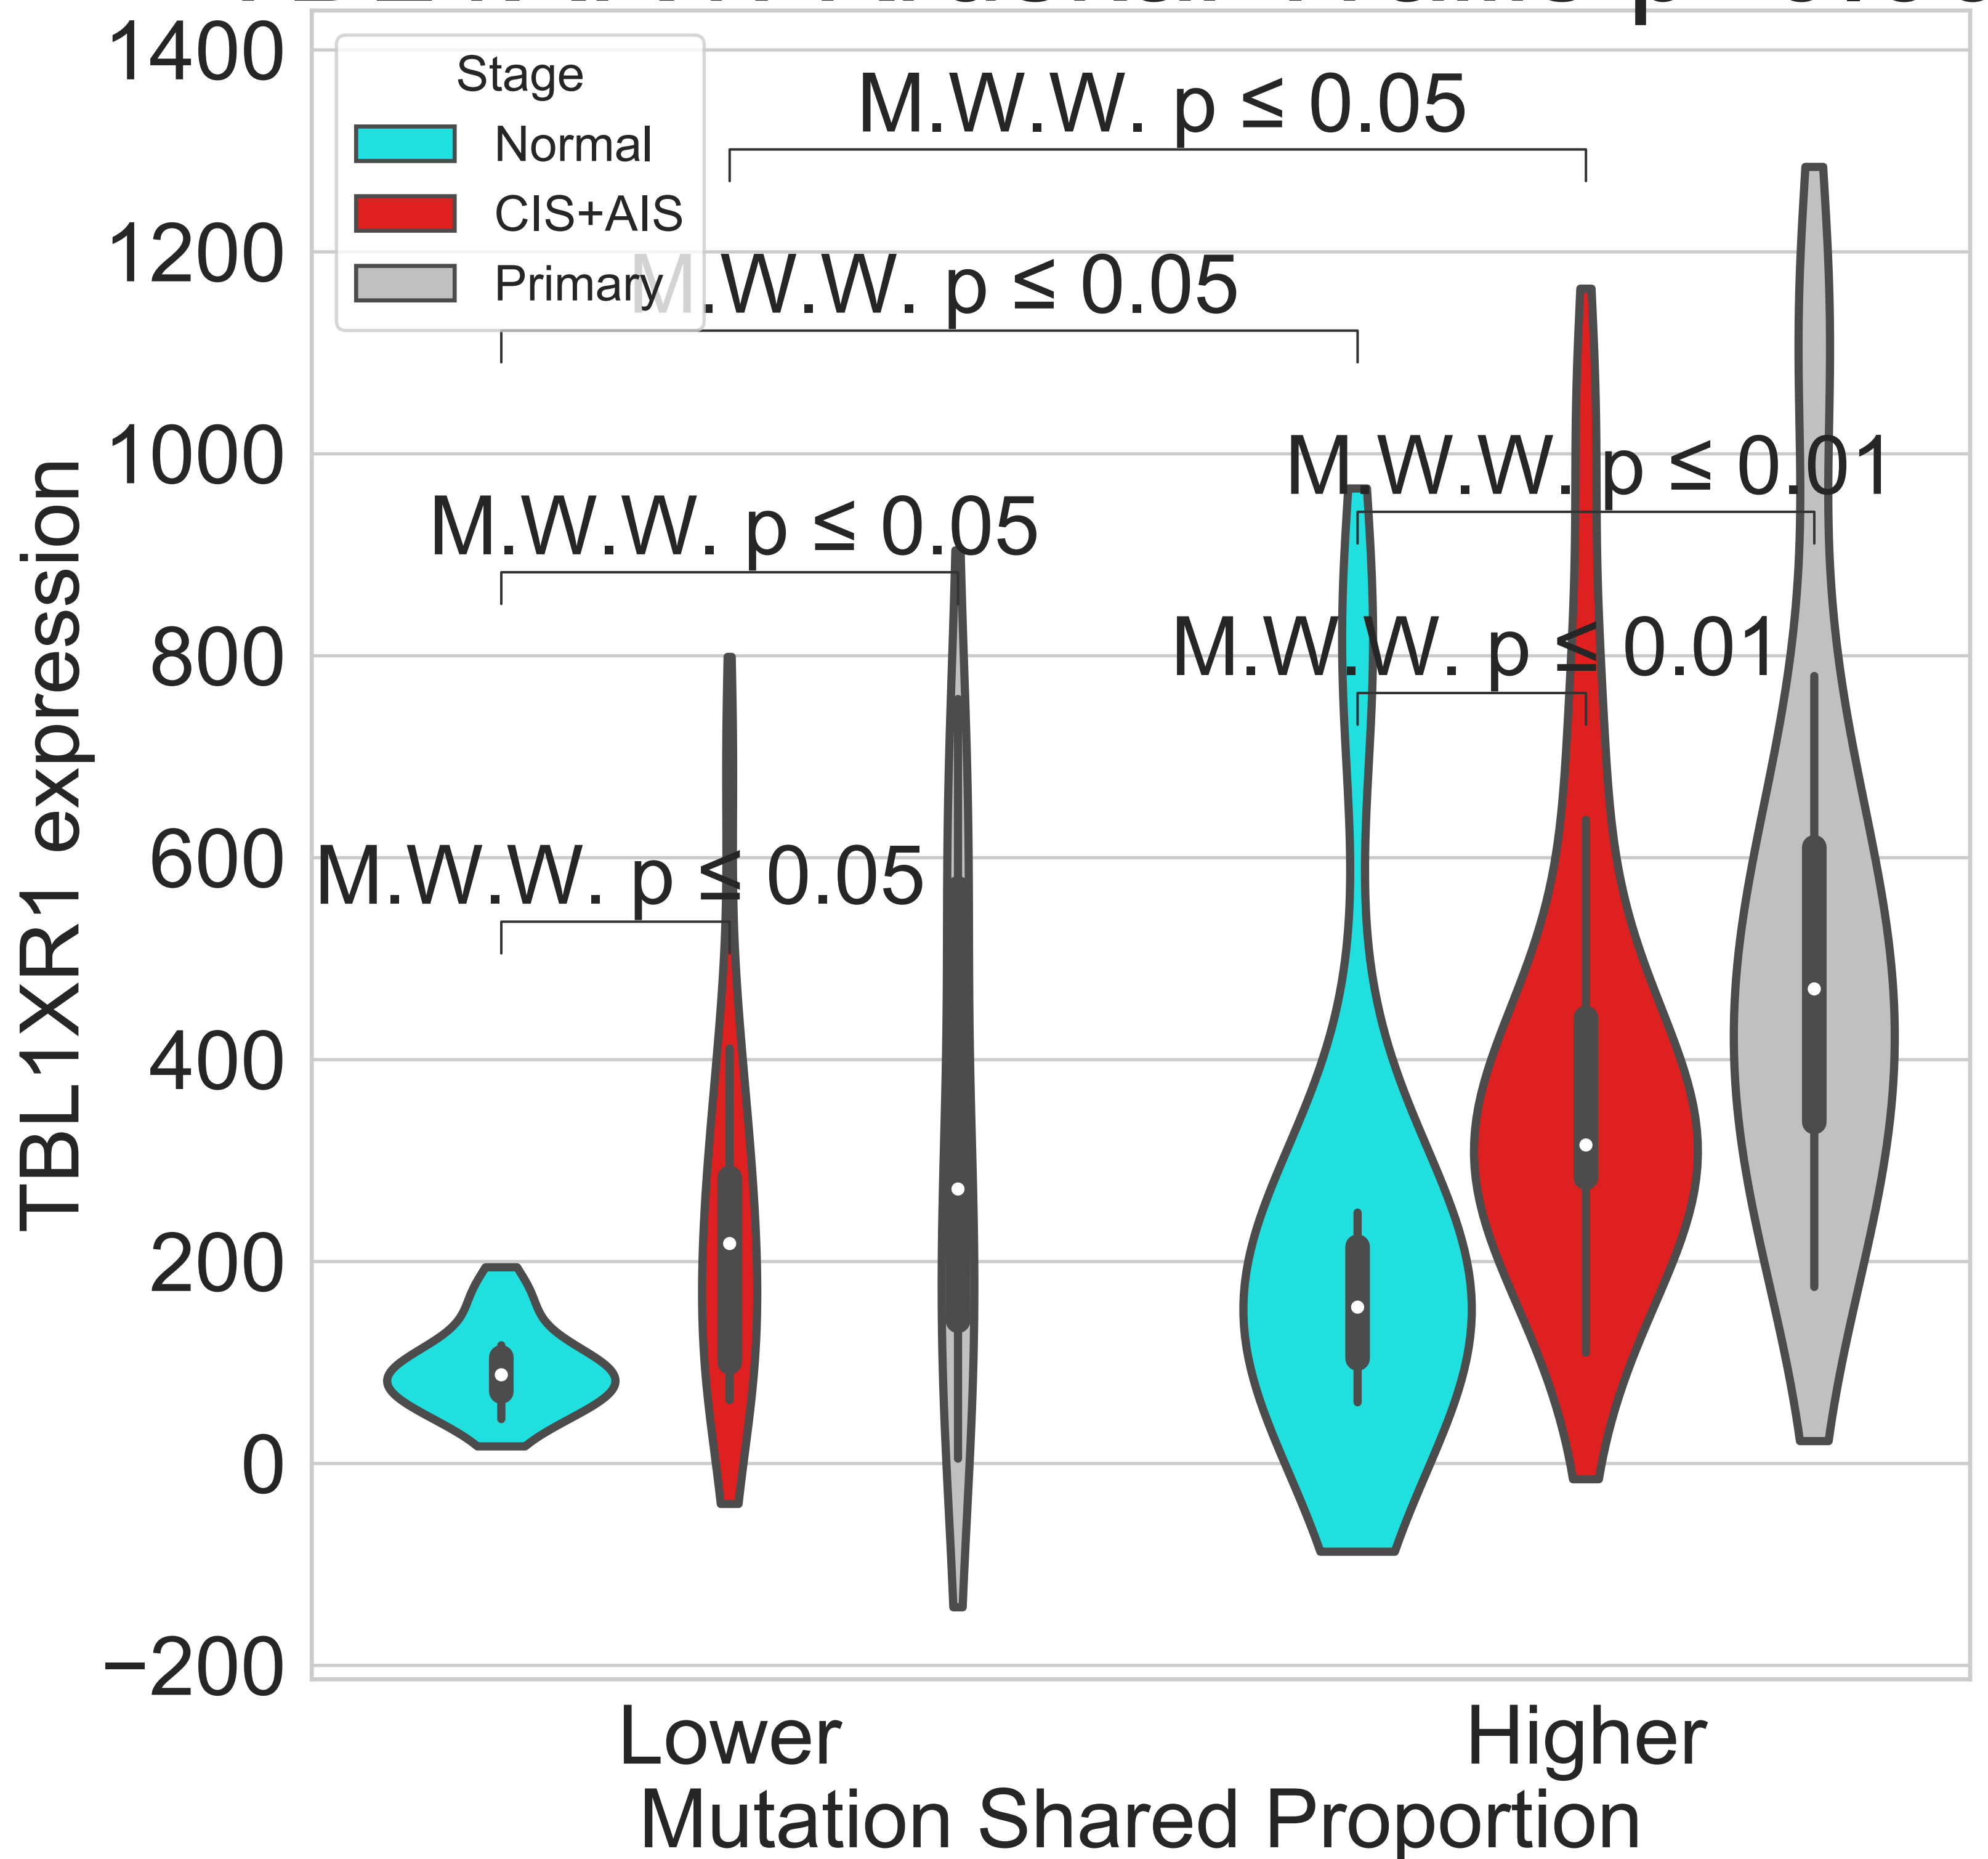 1400
1200
1000
800
600
400
200
0
−200
TBL1XR1 expression
Stage
Normal
CIS+AIS
Primary
M.W.W. p ≤ 0.05
M.W.W. p ≤ 0.05
M.W.W. p ≤ 0.01
M.W.W. p ≤ 0.05
M.W.W. p ≤ 0.01
M.W.W. p ≤ 0.05
Lower
Higher
Mutation Shared Proportion